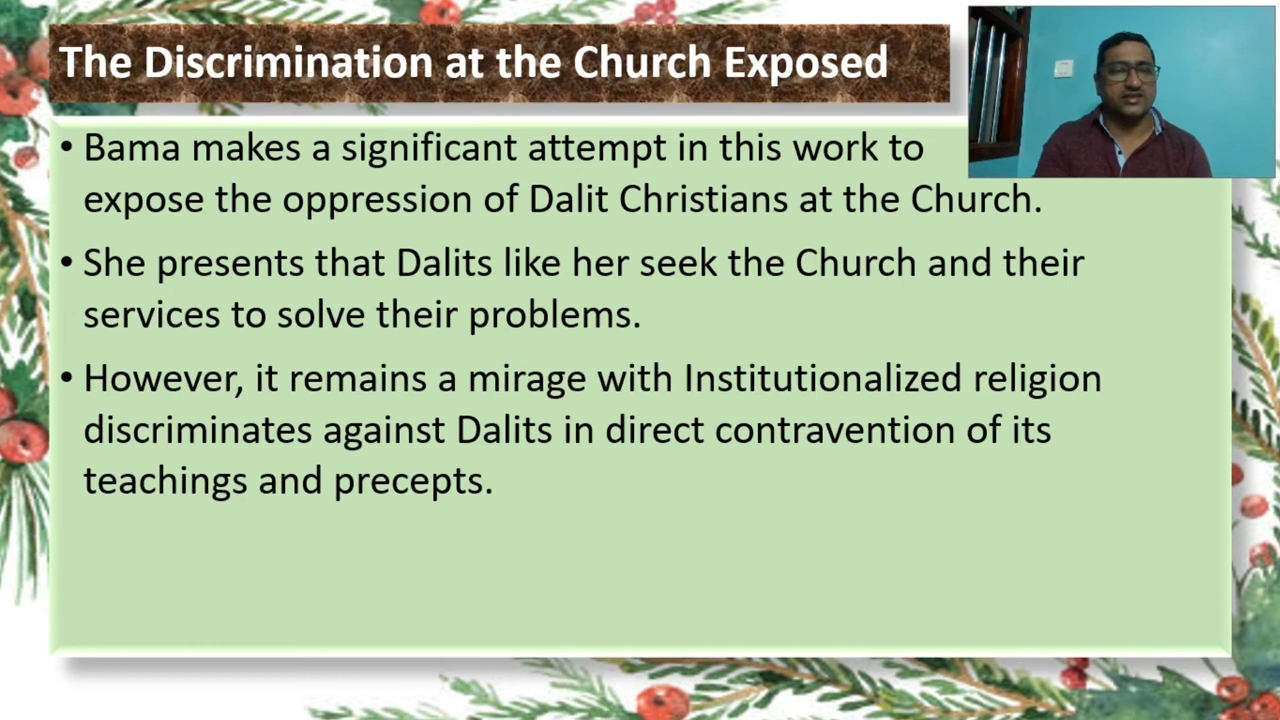 The Discrimination at the Church Exposed
• Bama makes a significant attempt in this work to
expose the oppression of Dalit Christians at the Church.
• She presents that Dalits like her seek the Church and their
services to solve their problems.
• However, it remains a mirage with Institutionalized religion
discriminates against Dalits in direct contravention of its
teachings and precepts.